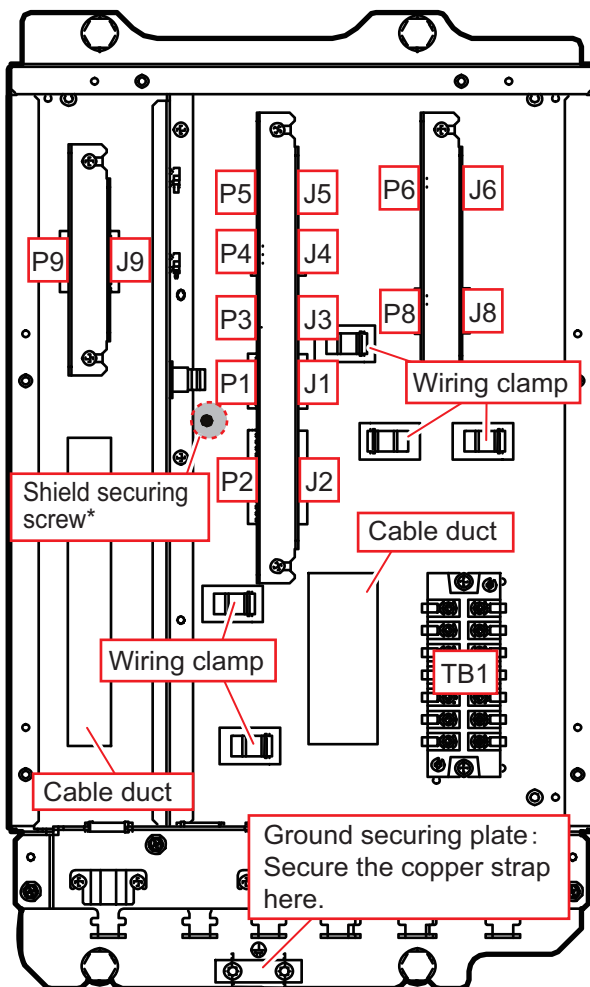 P5 J5 P6 J6
P4 J4
P9 J9
P3 J3 P8 J8
P1 J1
Wiring clamp
P2 J2
Shield securing
screw*
Cable duct
Wiring clamp
TB1
Cable duct
Ground securing plate:
Secure the copper strap
here.